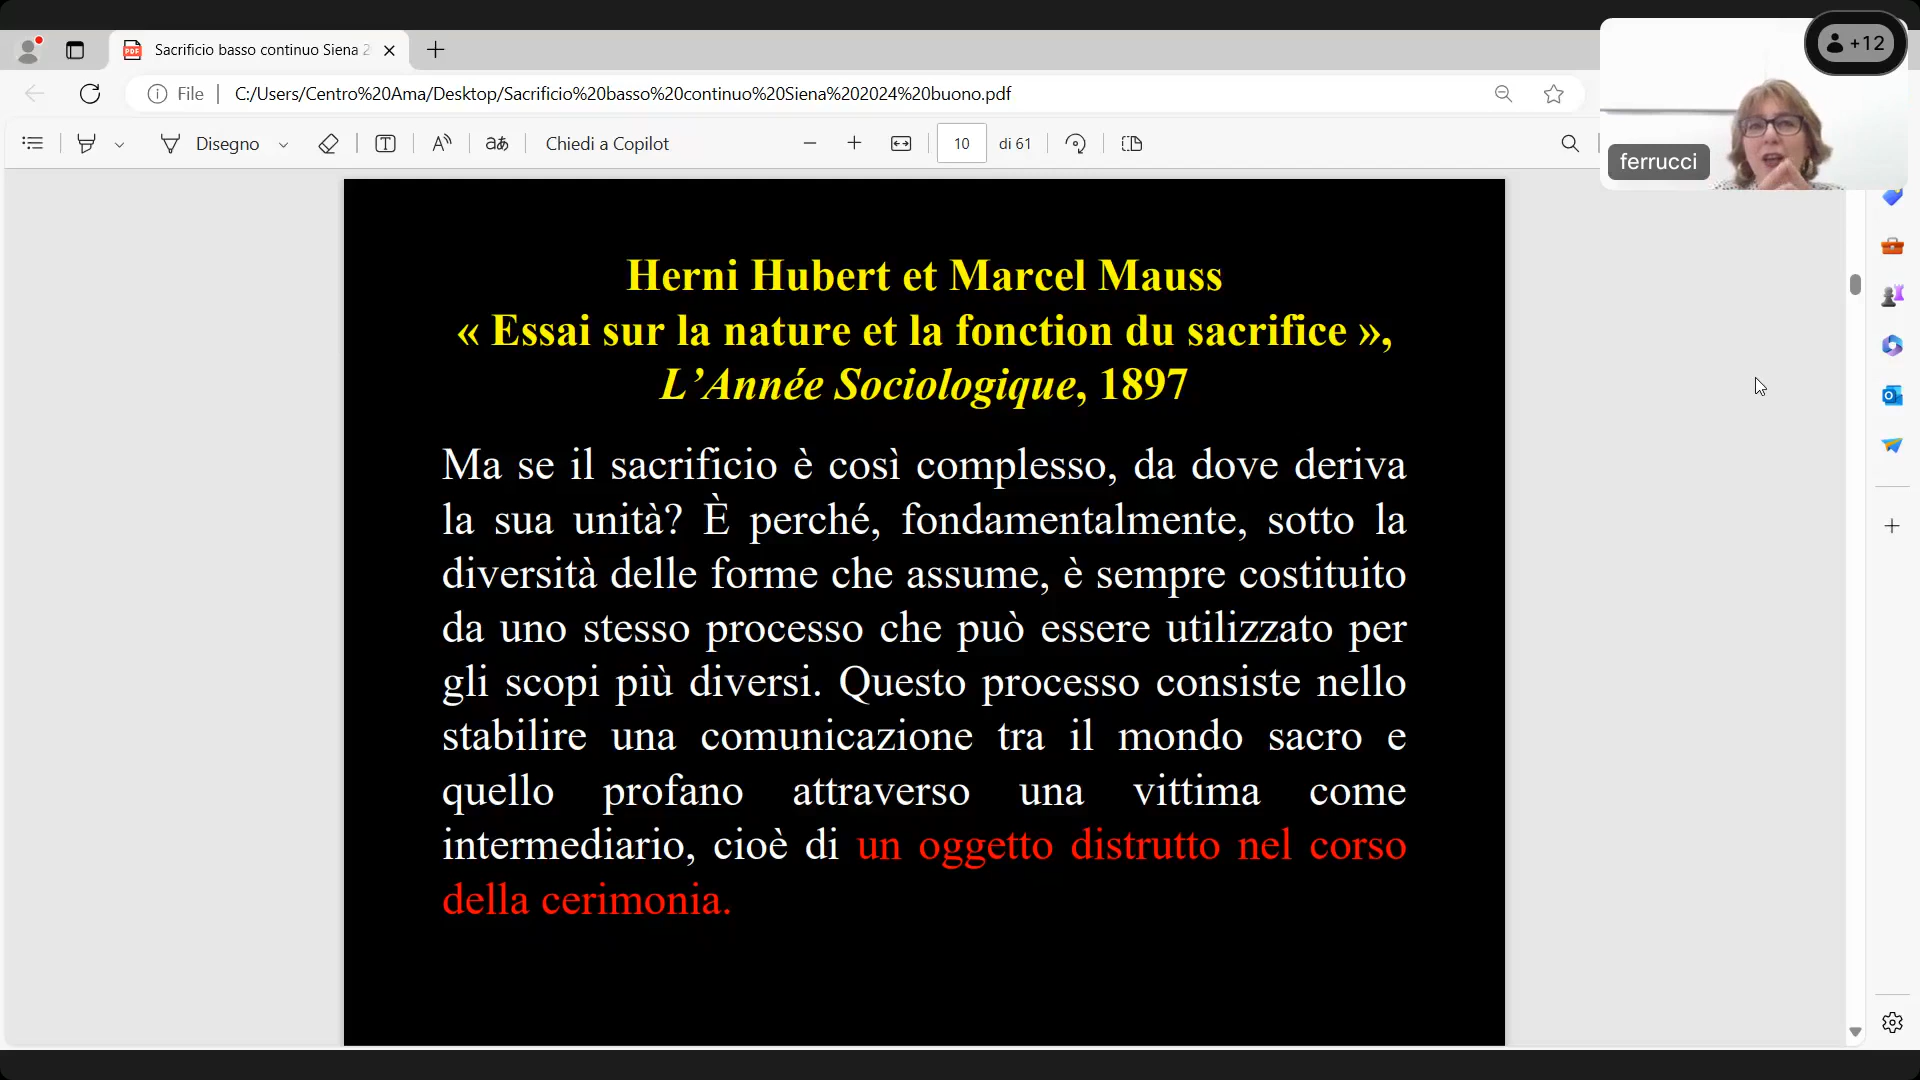 Sacrificio basso continuo Siena 2
+12
File
C:/Users/Centro%20Ama/Desktop/Sacrificio%20basso%20continuo%20Siena%202024%20buono.pdf
Disegno
Chiedi a Copilot
10
di 61
ferrucci
Herni Hubert et Marcel Mauss
« Essai sur la nature et la fonction du sacrifice »,
L’Année Sociologique, 1897
Ma se il sacrificio è così complesso, da dove deriva
la sua unità? È perché, fondamentalmente, sotto la
diversità delle forme che assume, è sempre costituito
da uno stesso processo che può essere utilizzato per
gli scopi più diversi. Questo processo consiste nello
stabilire una comunicazione tra il mondo sacro e
quello profano attraverso una vittima come
intermediario, cioè di un oggetto distrutto nel corso
della cerimonia.